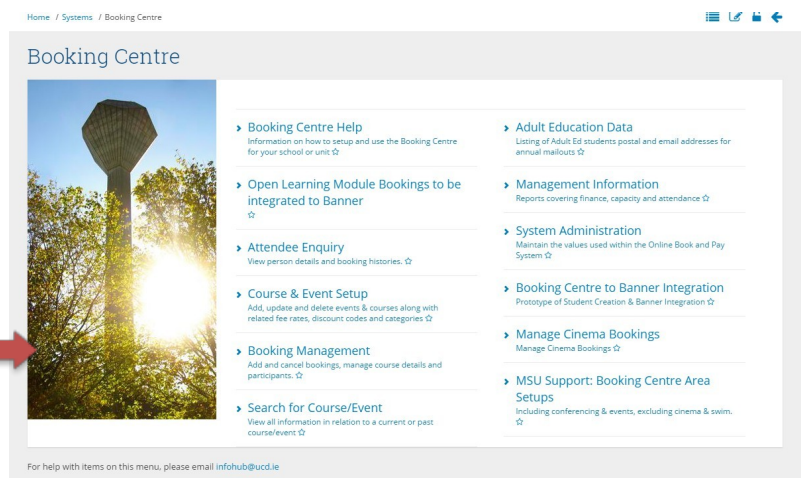 Home / Systems / Booking Centre
Booking Centre
Booking Centre Help
Information on how to setup and use the Booking Centre
for your school or unit
Open Learning Module Bookings to be
integrated to Banner
Attendee Enquiry
View person details and booking histories.
Course & Event Setup
Add, update and delete events & courses along with
related fee rates, discount codes and categories
Booking Management
Add and cancel bookings, manage course details and
participants.
Search for Course/Event
View all information in relation to a current or past
course/event
Adult Education Data
Listing of Adult Ed students postal and email addresses for
annual mailouts
Management Information
Reports covering finance, capacity and attendance
System Administration
Maintain the values used within the Online Book and Pay
System
Booking Centre to Banner Integration
Prototype of Student Creation & Banner Integration
Manage Cinema Bookings
Manage Cinema Bookings
MSU Support: Booking Centre Area
Setups
Including conferencing & events, excluding cinema & swim.
For help with items on this menu, please email infohub@ucd.ie